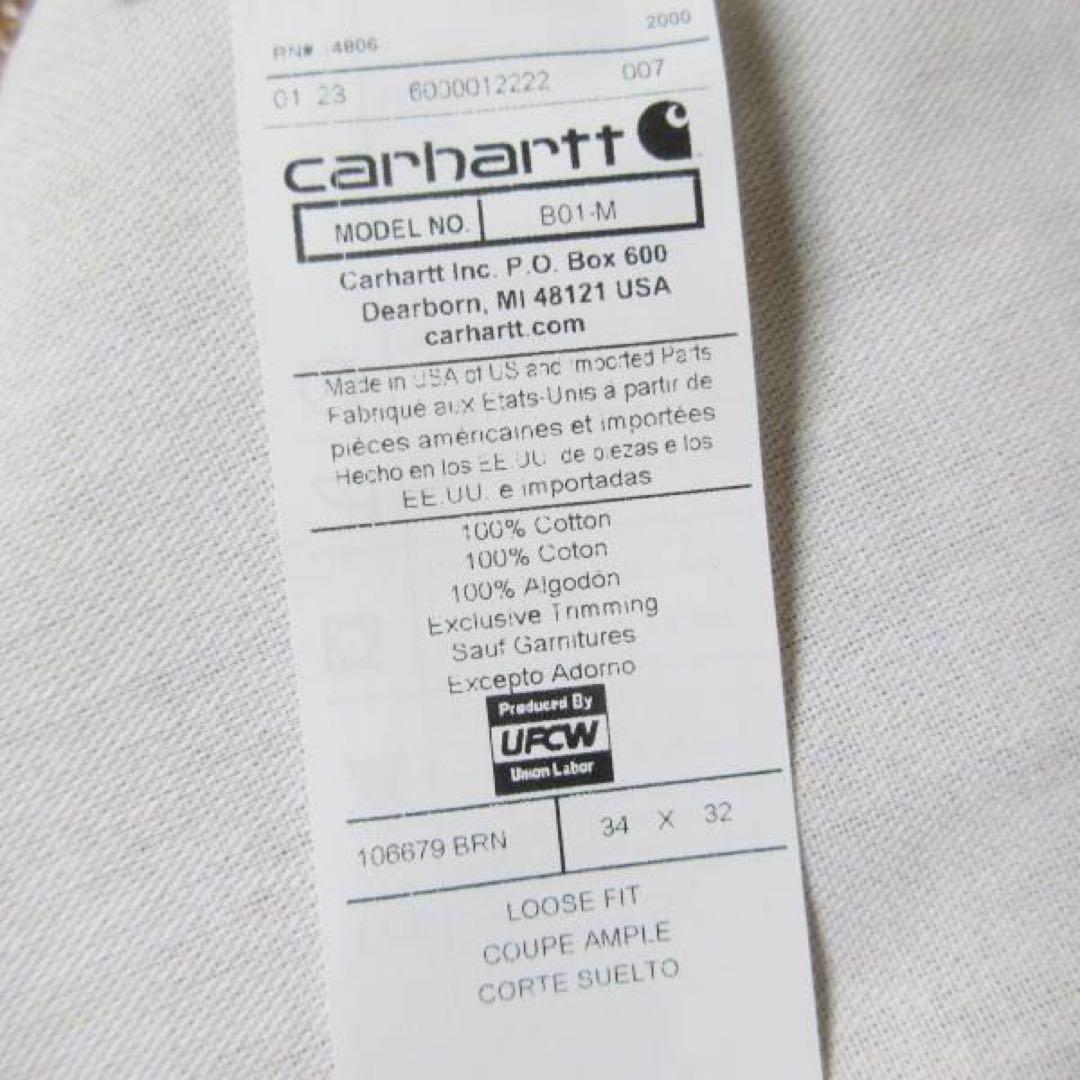 RN# 4806 2000
01 23 6000012222 007
carhartt
MODEL NO. B01-M
Carhartt Inc. P.O. Box 600
Dearborn, MI 48121 USA
carhartt.com
Made in USA of US and Imported Parts
Fabriqué aux États-Unis à partir de
pièces américaines et importées
Hecho en los EE.UU. de piezas e los
EE.UU. e importadas
100% Cotton
100% Coton
100% Algodón
Exclusive Trimming
Sauf Garnitures
Excepto Adorno
Produced By
UFCW
Union Labor
106679 BRN 34 X 32
LOOSE FIT
COUPE AMPLE
CORTE SUELTO